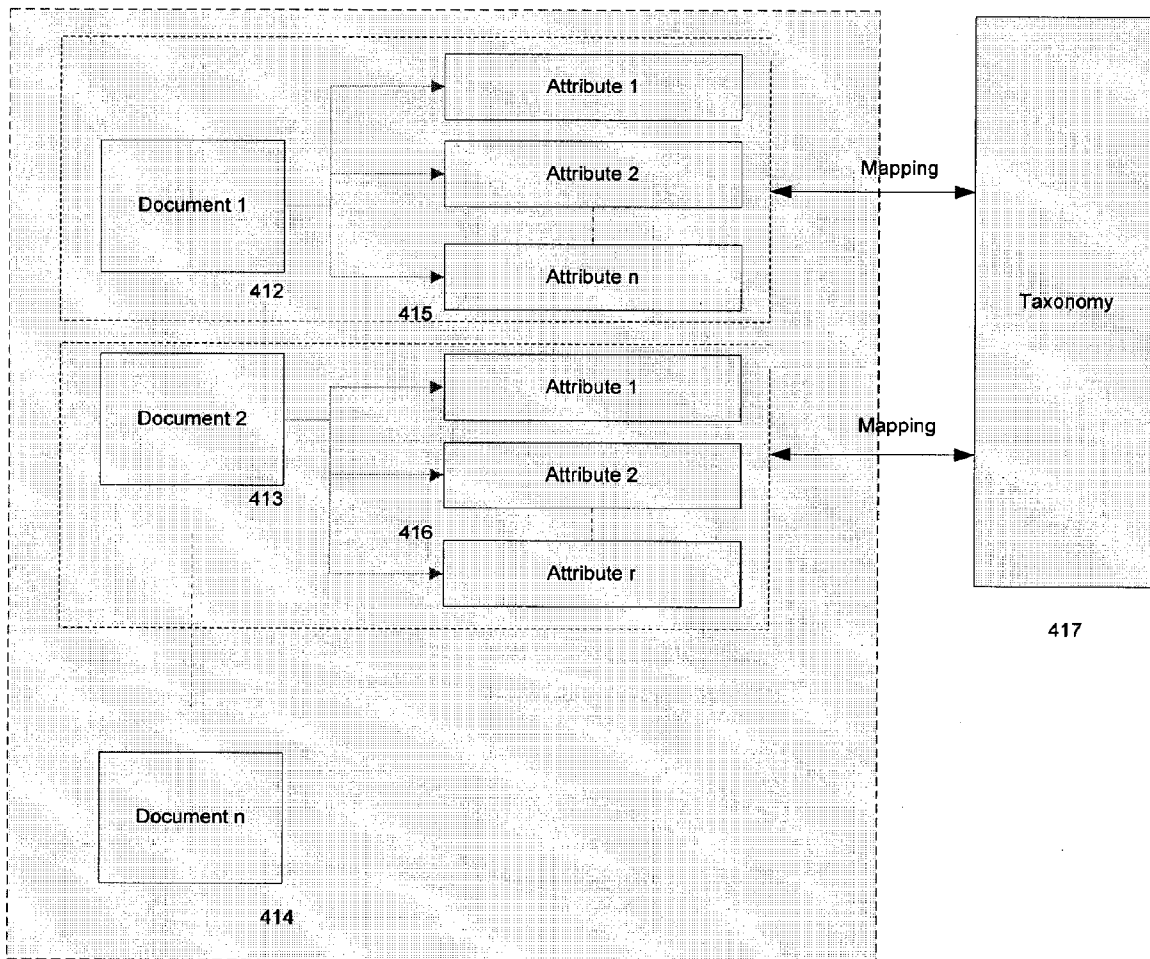 Attribute 1
Attribute 2
Mapping
Document 1
Attribute n
412
415
Taxonomy
Attribute 1
Document 2
Mapping
Attribute 2
413
416
Attribute r
417
Document n
414